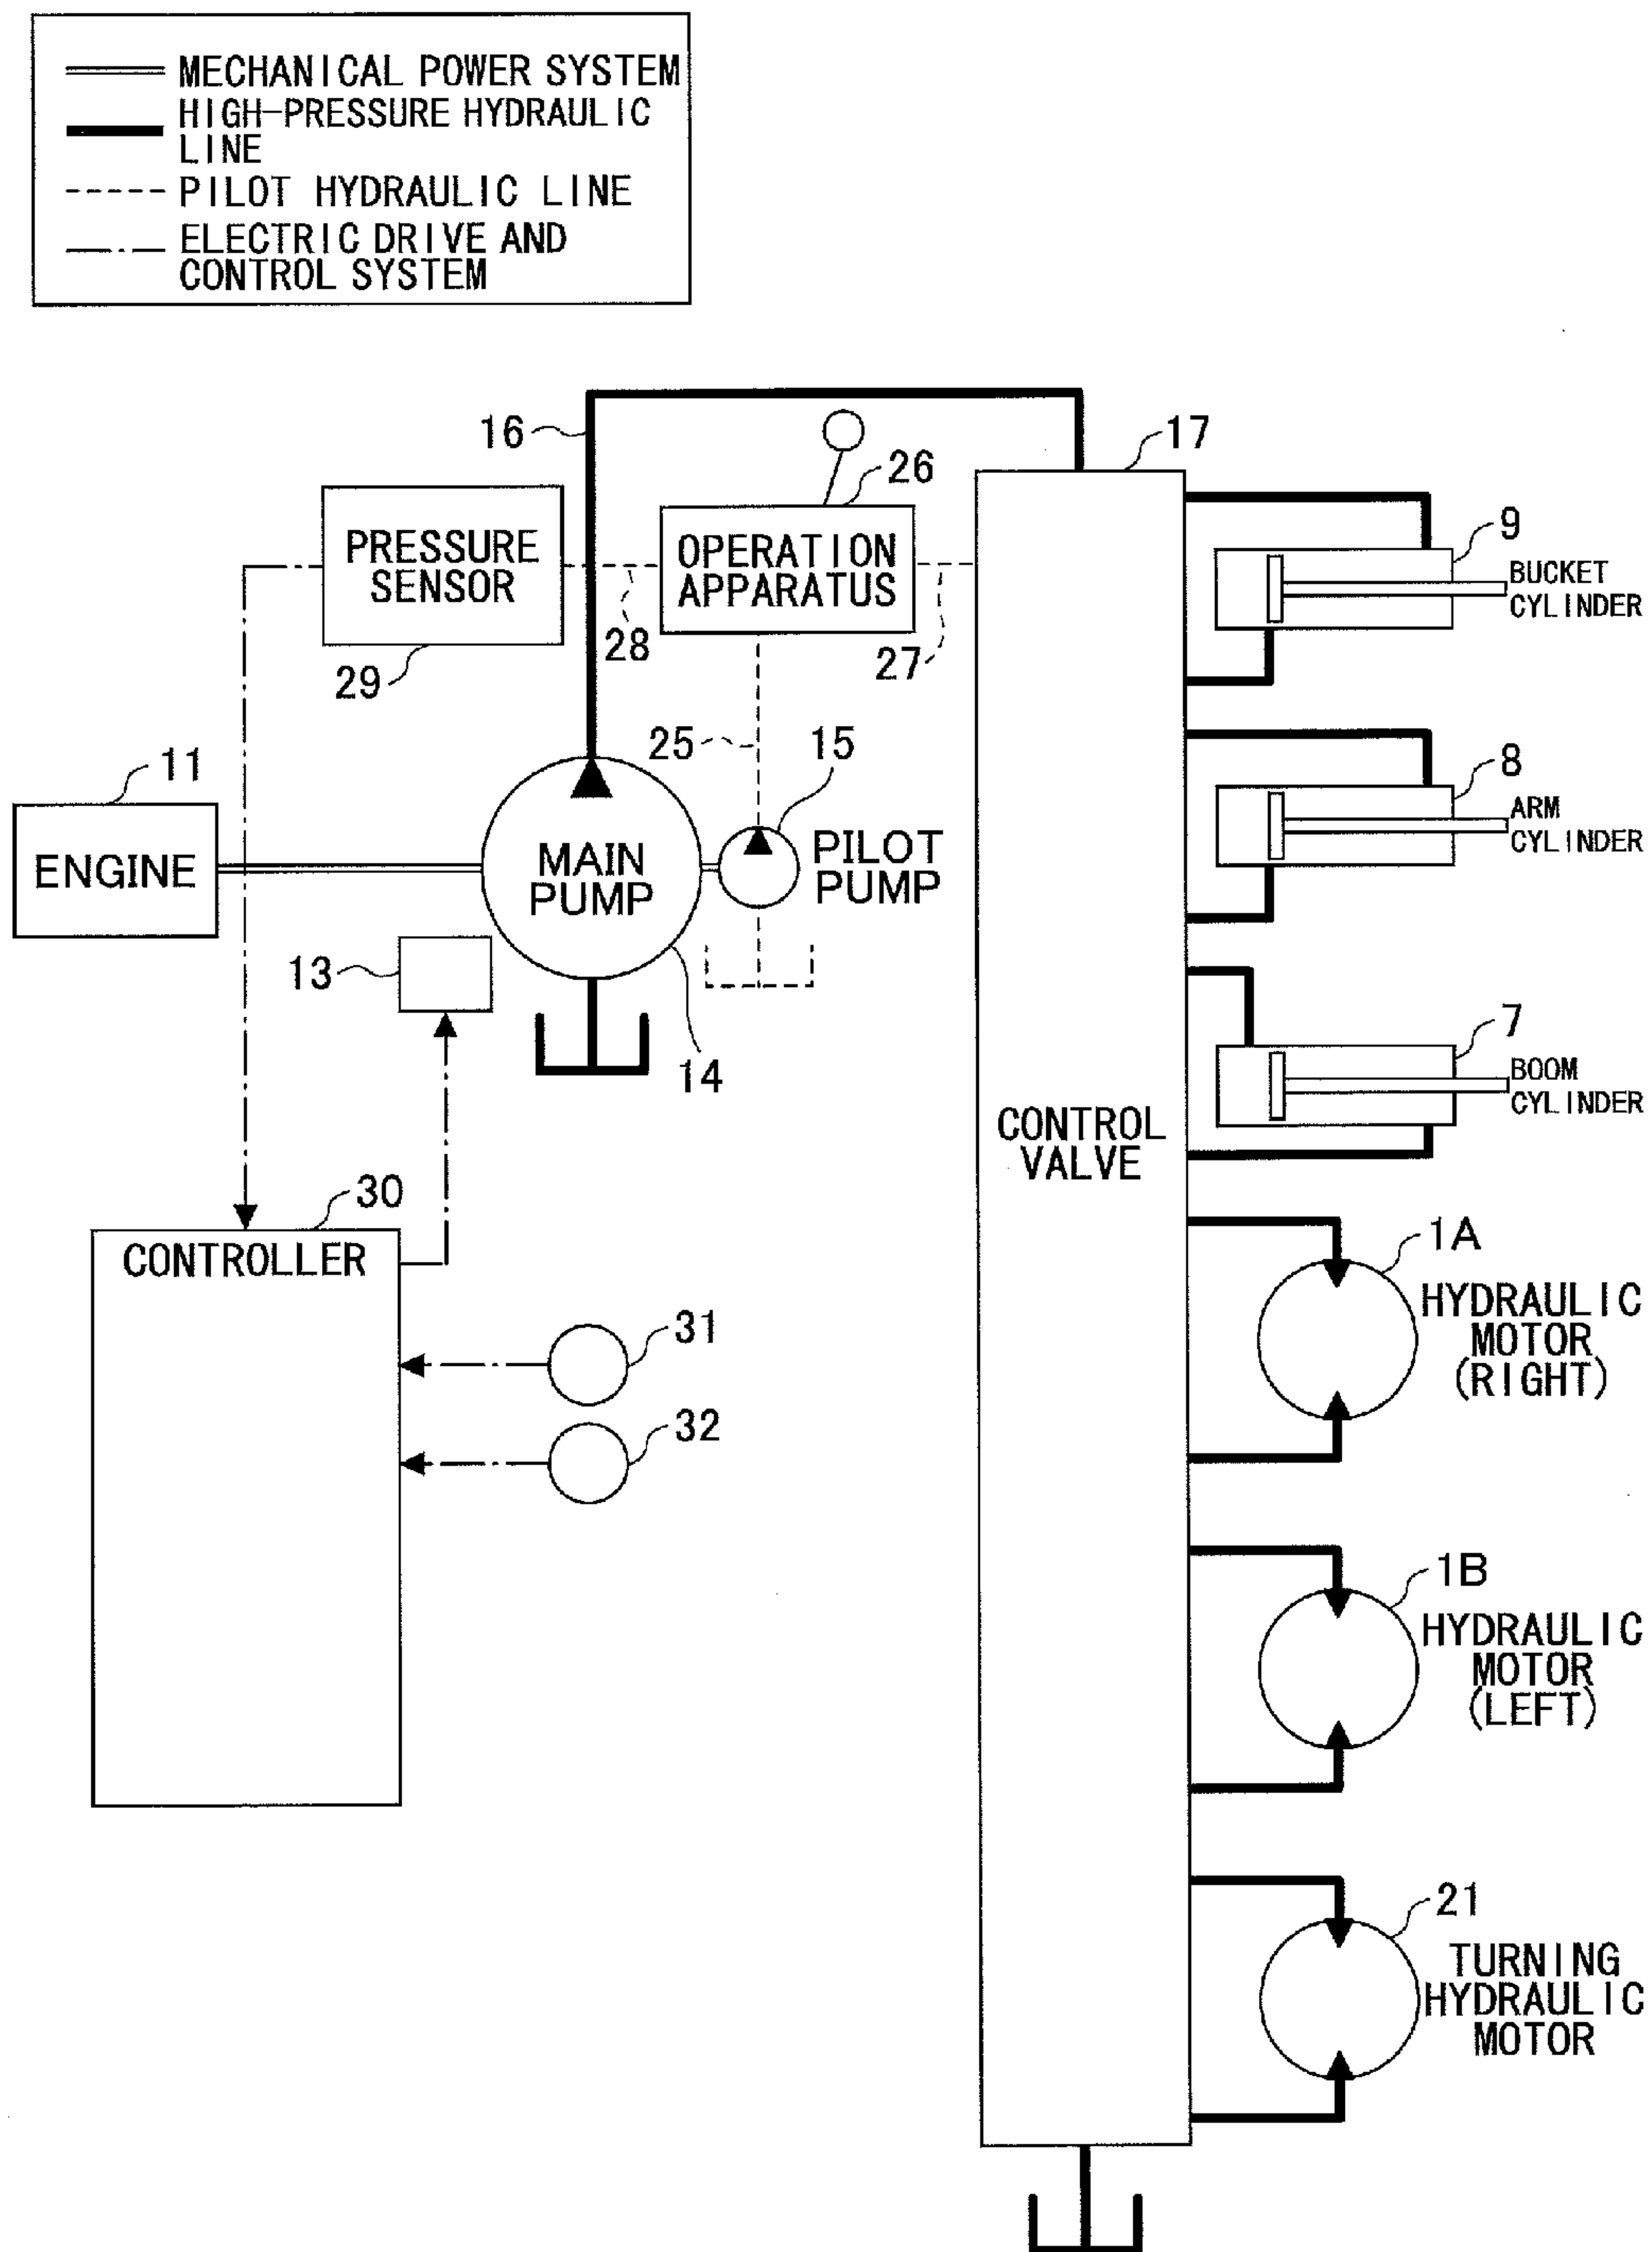 MECHANICAL POWER SYSTEM
HIGH-PRESSURE HYDRAULIC
LINE
PILOT HYDRAULIC LINE
ELECTRIC DRIVE AND
CONTROL SYSTEM
16
17
26
9
PRESSURE
SENSOR
OPERATION
APPARATUS
BUCKET
CYLINDER
28
27
29
25
15
11
8
ENGINE
MAIN
PUMP
PILOT
PUMP
ARM
CYLINDER
13
14
7
BOOM
CYLINDER
CONTROL
VALVE
30
CONTROLLER
1A
HYDRAULIC
MOTOR
(RIGHT)
31
32
1B
HYDRAULIC
MOTOR
(LEFT)
21
TURNING
HYDRAULIC
MOTOR